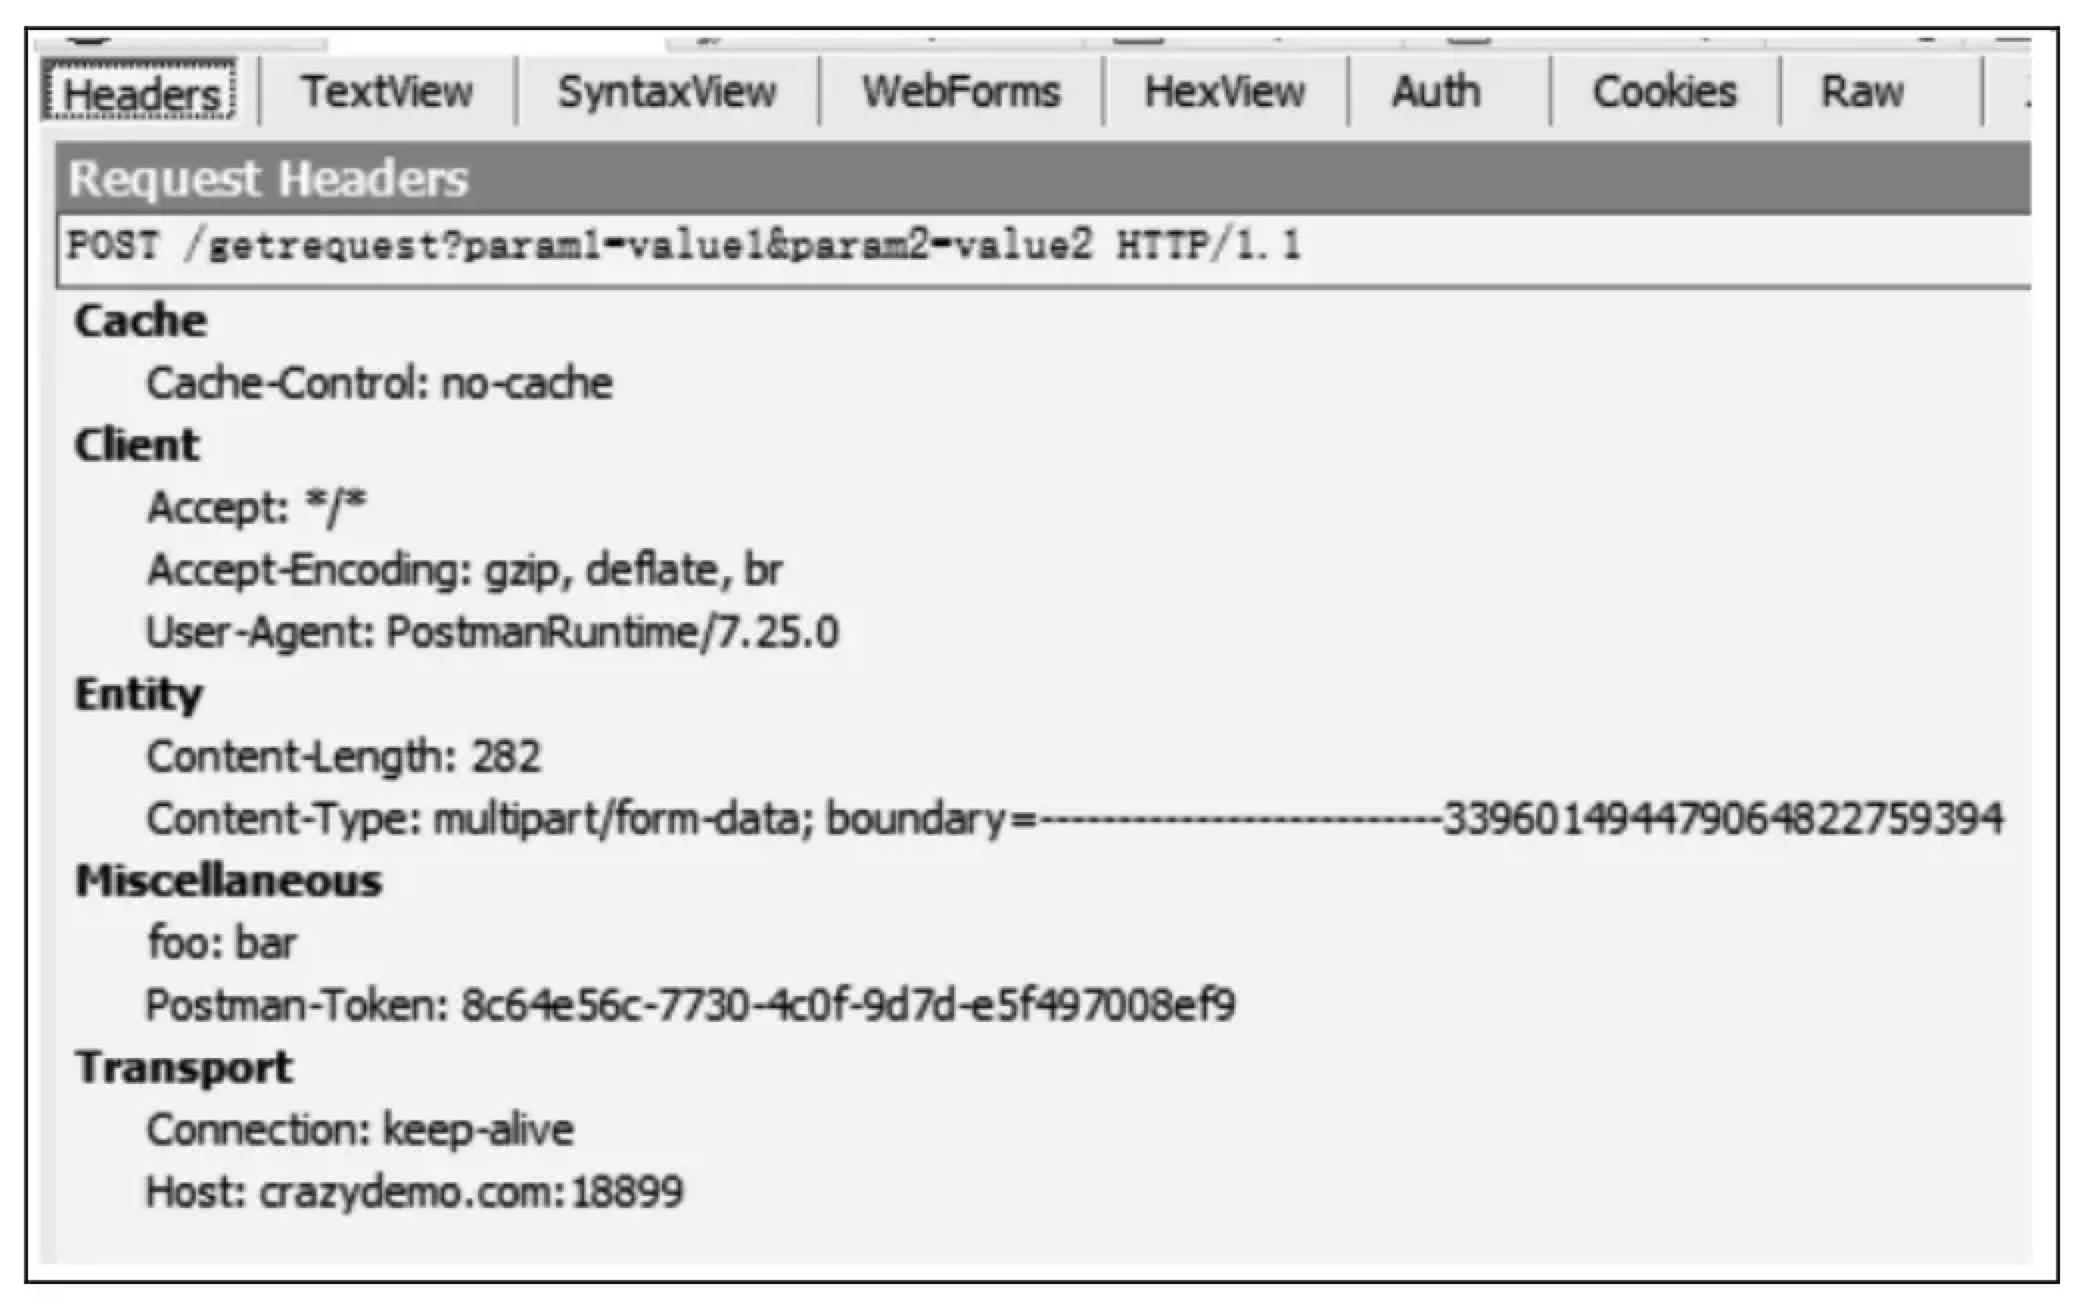 Headers TextView SyntaxView WebForms HexView Auth Cookies Raw
Request Headers
POST /getrequest?param1=value1&param2=value2 HTTP/1.1
Cache
Cache-Control: no-cache
Client
Accept: */*
Accept-Encoding: gzip, deflate, br
User-Agent: PostmanRuntime/7.25.0
Entity
Content-Length: 282
Content-Type: multipart/form-data; boundary=--------------------------339601494479064822759394
Miscellaneous
foo: bar
Postman-Token: 8c64e56c-7730-4c0f-9d7d-e5f497008ef9
Transport
Connection: keep-alive
Host: crazydemo.com:18899